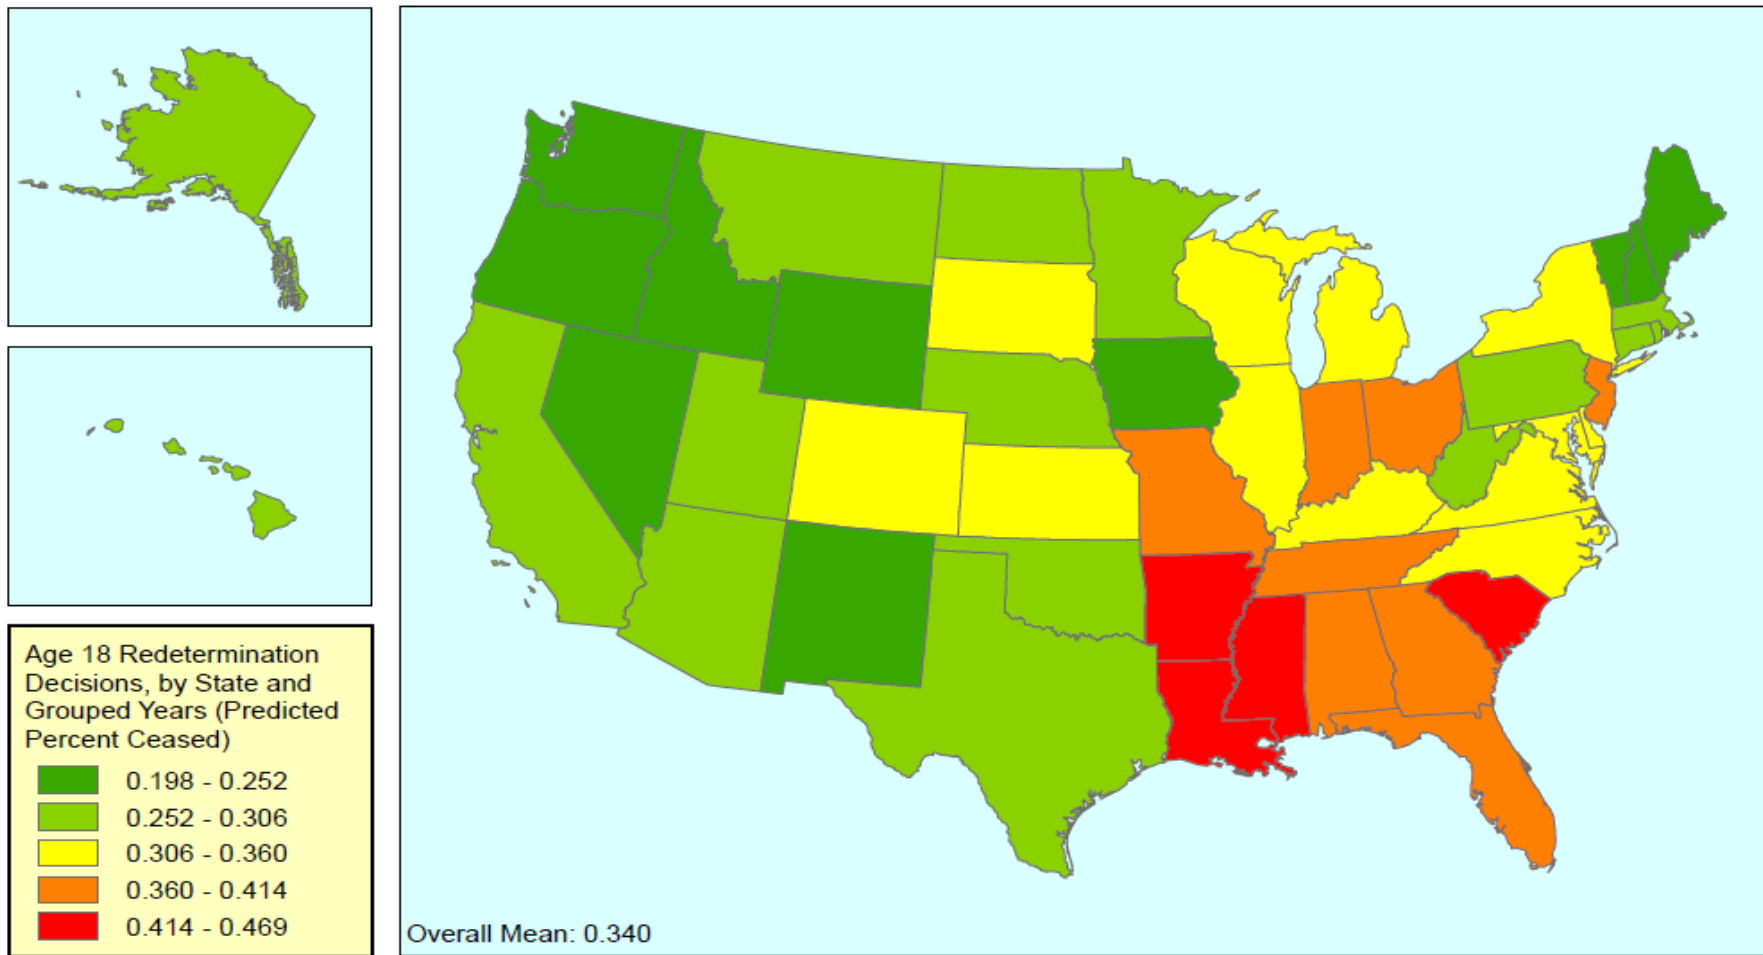 Age 18 Redetermination
Decisions, by State and
Grouped Years (Predicted
Percent Ceased)
0.198 - 0.252
0.252 - 0.306
0.306 - 0.360
0.360 - 0.414
0.414 - 0.469
Overall Mean: 0.340